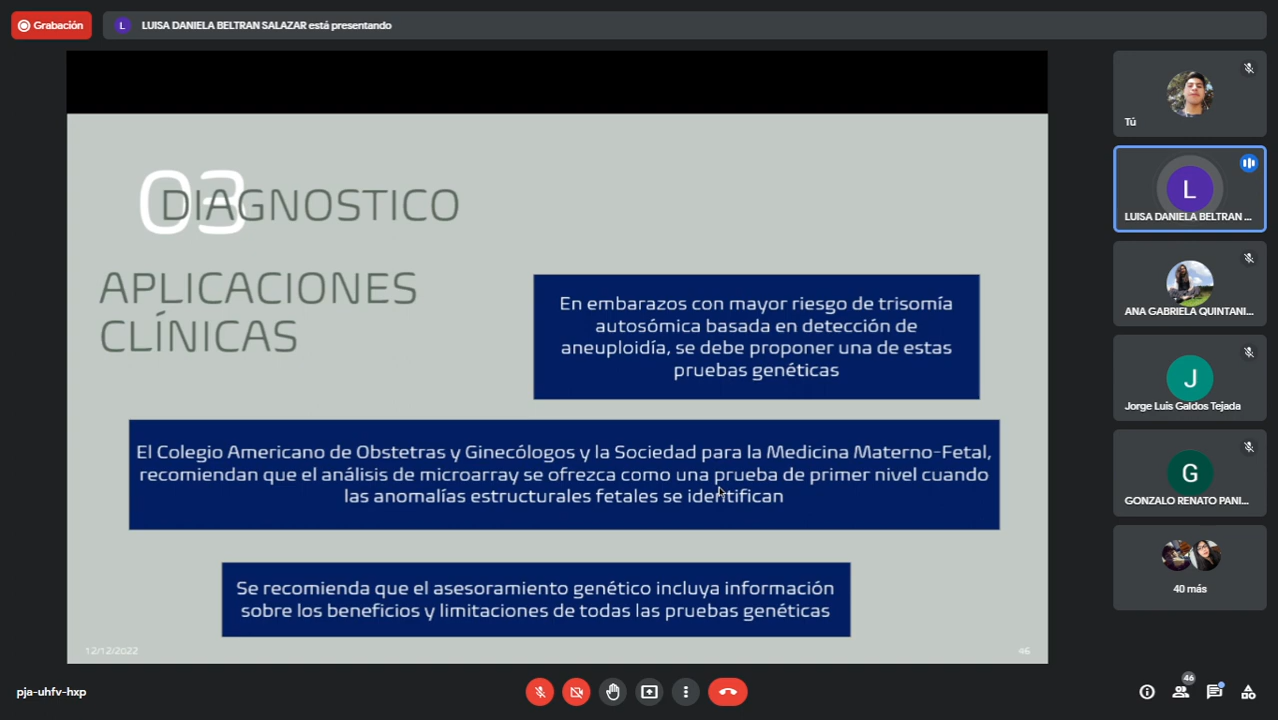 Grabación
L
LUISA DANIELA BELTRAN SALAZAR está presentando
03
DIAGNOSTICO
APLICACIONES
CLÍNICAS
En embarazos con mayor riesgo de trisomía
autosómica basada en detección de
aneuploidía, se debe proponer una de estas
pruebas genéticas
El Colegio Americano de Obstetras y Ginecólogos y la Sociedad para la Medicina Materno-Fetal,
recomiendan que el análisis de microarray se ofrezca como una prueba de primer nivel cuando
las anomalías estructurales fetales se identifican
Se recomienda que el asesoramiento genético incluya información
sobre los beneficios y limitaciones de todas las pruebas genéticas
12/12/2022
46
Tú
L
LUISA DANIELA BELTRAN ...
ANA GABRIELA QUINTANI...
J
Jorge Luis Galdos Tejada
G
GONZALO RENATO PANI...
40 más
pja-uhfv-hxp
46